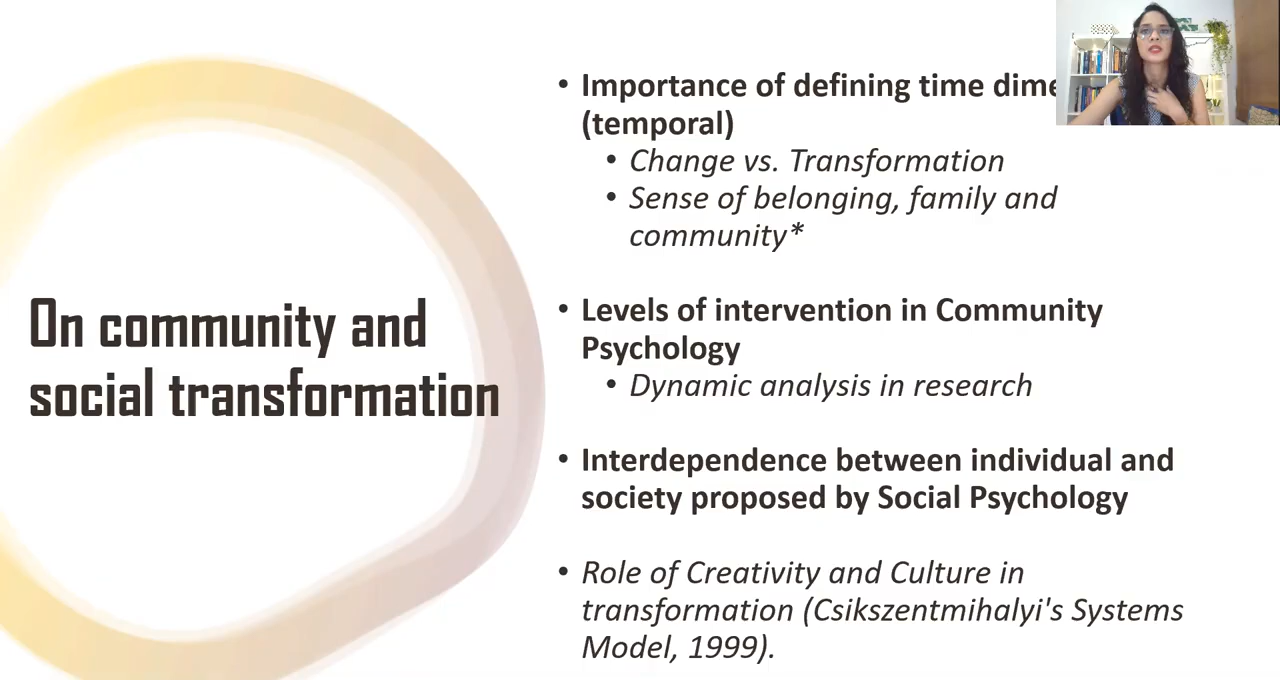 On community and
social transformation
• Importance of defining time dime
(temporal)
• Change vs. Transformation
• Sense of belonging, family and
community*
• Levels of intervention in Community
Psychology
• Dynamic analysis in research
• Interdependence between individual and
society proposed by Social Psychology
• Role of Creativity and Culture in
transformation (Csikszentmihalyi's Systems
Model, 1999).